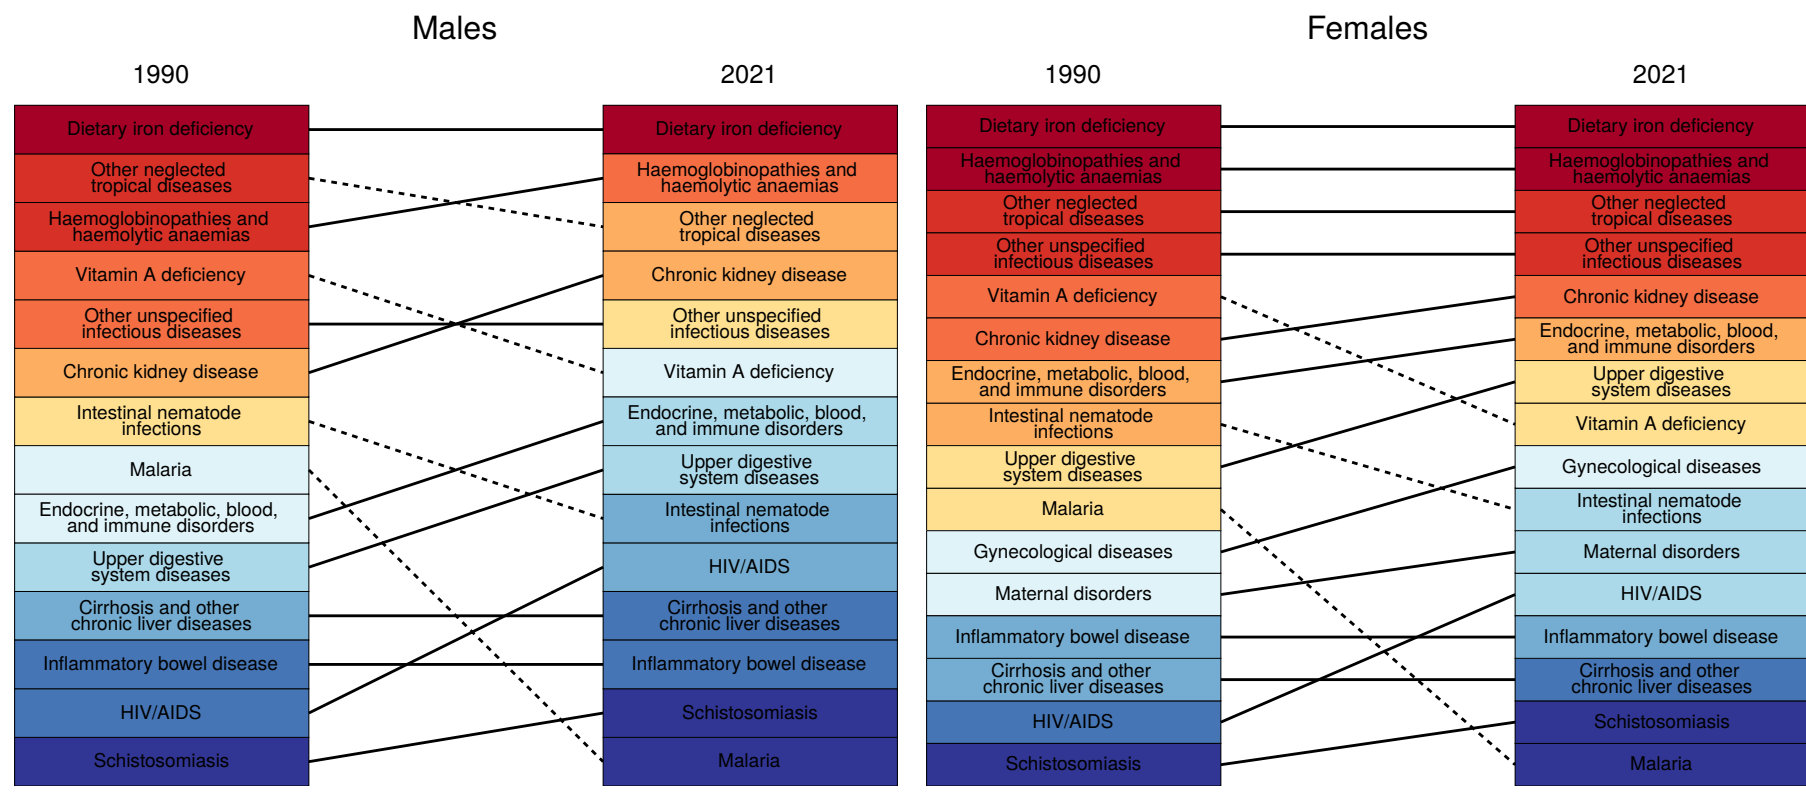 Males
1990
2021
Dietary iron deficiency
Other neglected
tropical diseases
Haemoglobinopathies and
haemolytic anaemias
Vitamin A deficiency
Other unspecified
infectious diseases
Chronic kidney disease
Intestinal nematode
infections
Malaria
Endocrine, metabolic, blood,
and immune disorders
Upper digestive
system diseases
Cirrhosis and other
chronic liver diseases
Inflammatory bowel disease
HIV/AIDS
Schistosomiasis
Dietary iron deficiency
Haemoglobinopathies and
haemolytic anaemias
Other neglected
tropical diseases
Chronic kidney disease
Other unspecified
infectious diseases
Vitamin A deficiency
Endocrine, metabolic, blood,
and immune disorders
Upper digestive
system diseases
Intestinal nematode
infections
HIV/AIDS
Cirrhosis and other
chronic liver diseases
Inflammatory bowel disease
Schistosomiasis
Malaria
Females
1990
2021
Dietary iron deficiency
Haemoglobinopathies and
haemolytic anaemias
Other neglected
tropical diseases
Other unspecified
infectious diseases
Vitamin A deficiency
Chronic kidney disease
Endocrine, metabolic, blood,
and immune disorders
Intestinal nematode
infections
Upper digestive
system diseases
Malaria
Gynecological diseases
Maternal disorders
Inflammatory bowel disease
Cirrhosis and other
chronic liver diseases
HIV/AIDS
Schistosomiasis
Dietary iron deficiency
Haemoglobinopathies and
haemolytic anaemias
Other neglected
tropical diseases
Other unspecified
infectious diseases
Chronic kidney disease
Endocrine, metabolic, blood,
and immune disorders
Upper digestive
system diseases
Vitamin A deficiency
Gynecological diseases
Intestinal nematode
infections
Maternal disorders
HIV/AIDS
Inflammatory bowel disease
Cirrhosis and other
chronic liver diseases
Schistosomiasis
Malaria